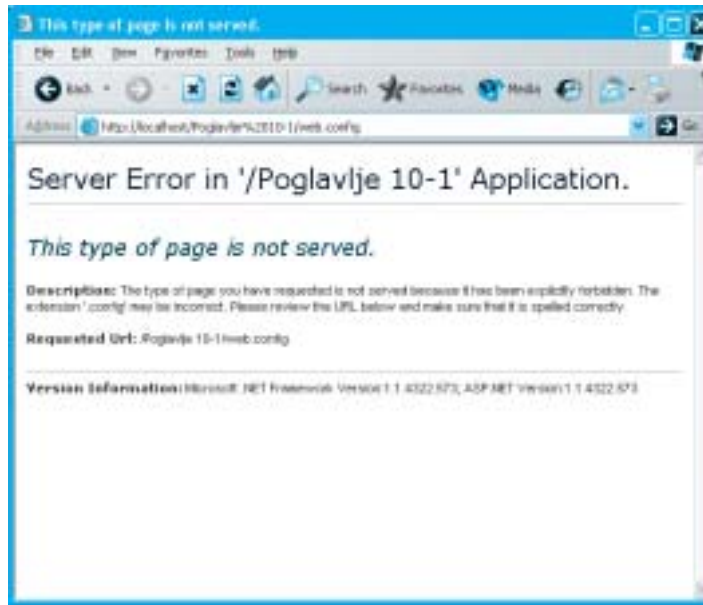 This type of page is not served.
File Edit View Favorites Tools Help
Back Search Favorites Media
Address http://localhost/Poglavlje%2010-1/web.config Go
Server Error in '/Poglavlje 10-1' Application.
This type of page is not served.
Description: The type of page you have requested is not served because it has been explicitly forbidden. The
extension '.config' may be incorrect. Please review the URL below and make sure that it is spelled correctly.
Requested Url: /Poglavlje 10-1/web.config
Version Information: Microsoft .NET Framework Version:1.1.4322.573; ASP.NET Version:1.1.4322.573